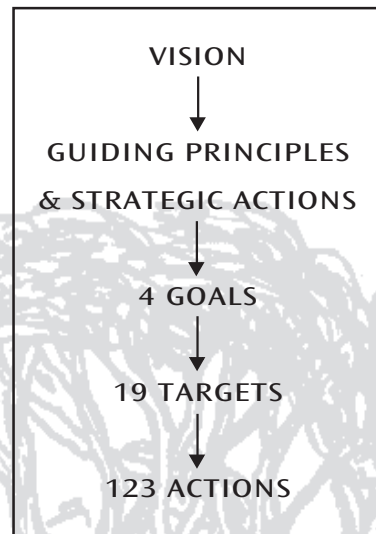 VISION
GUIDING PRINCIPLES
& STRATEGIC ACTIONS
4 GOALS
19 TARGETS
123 ACTIONS